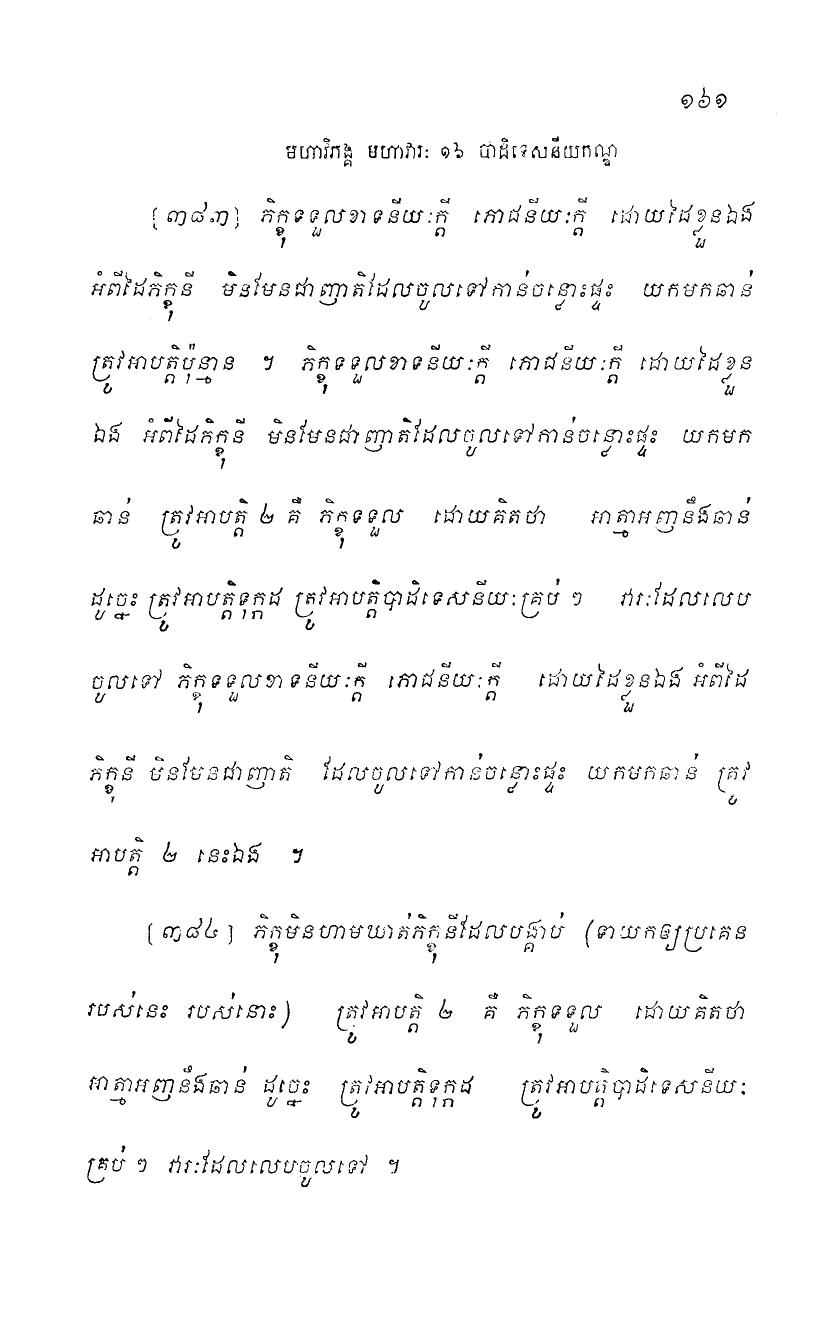 ១៦១
មហារិភង្គ មហាវារៈ ១៦ បាដិទេសនីយកណ្ឌ
[៣៨៣] ភិក្ខុទទួលខាទនីយៈក្តី ភោជនីយៈក្តី ដោយដៃខ្លួនឯង
អំពីដៃភិក្ខុនី មិនមែនជាញាតិដែលចូលទៅកាន់ចន្លោះផ្ទះ យកមកឆាន់
ត្រូវអាបត្តិប៉ុន្មាន ។ ភិក្ខុទទួលខាទនីយៈក្តី ភោជនីយៈក្តី ដោយដៃខ្លួន
ឯង អំពីដៃភិក្ខុនី មិនមែនជាញាតិដែលចូលទៅកាន់ចន្លោះផ្ទះ យកមក
ឆាន់ ត្រូវអាបត្តិ ២ គឺ ភិក្ខុទទួល ដោយគិតថា អាត្មាអញនឹងឆាន់
ដូច្នេះ ត្រូវអាបត្តិទុក្កដ ត្រូវអាបត្តិបាដិទេសនីយៈគ្រប់ ៗ វារៈដែលលេប
ចូលទៅ ភិក្ខុទទួលខាទនីយៈក្តី ភោជនីយៈក្តី ដោយដៃខ្លួនឯង អំពីដៃ
ភិក្ខុនី មិនមែនជាញាតិ ដែលចូលទៅកាន់ចន្លោះផ្ទះ យកមកឆាន់ ត្រូវ
អាបត្តិ ២ នេះឯង ។
[៣៨៤] ភិក្ខុមិនហាមឃាត់ភិក្ខុនីដែលបង្គាប់ (ទាយកឲ្យប្រគេន
របស់នេះ របស់នោះ) ត្រូវអាបត្តិ ២ គឺ ភិក្ខុទទួល ដោយគិតថា
អាត្មាអញនឹងឆាន់ ដូច្នេះ ត្រូវអាបត្តិទុក្កដ ត្រូវអាបត្តិបាដិទេសនីយៈ
គ្រប់ ៗ វារៈដែលលេបចូលទៅ ។